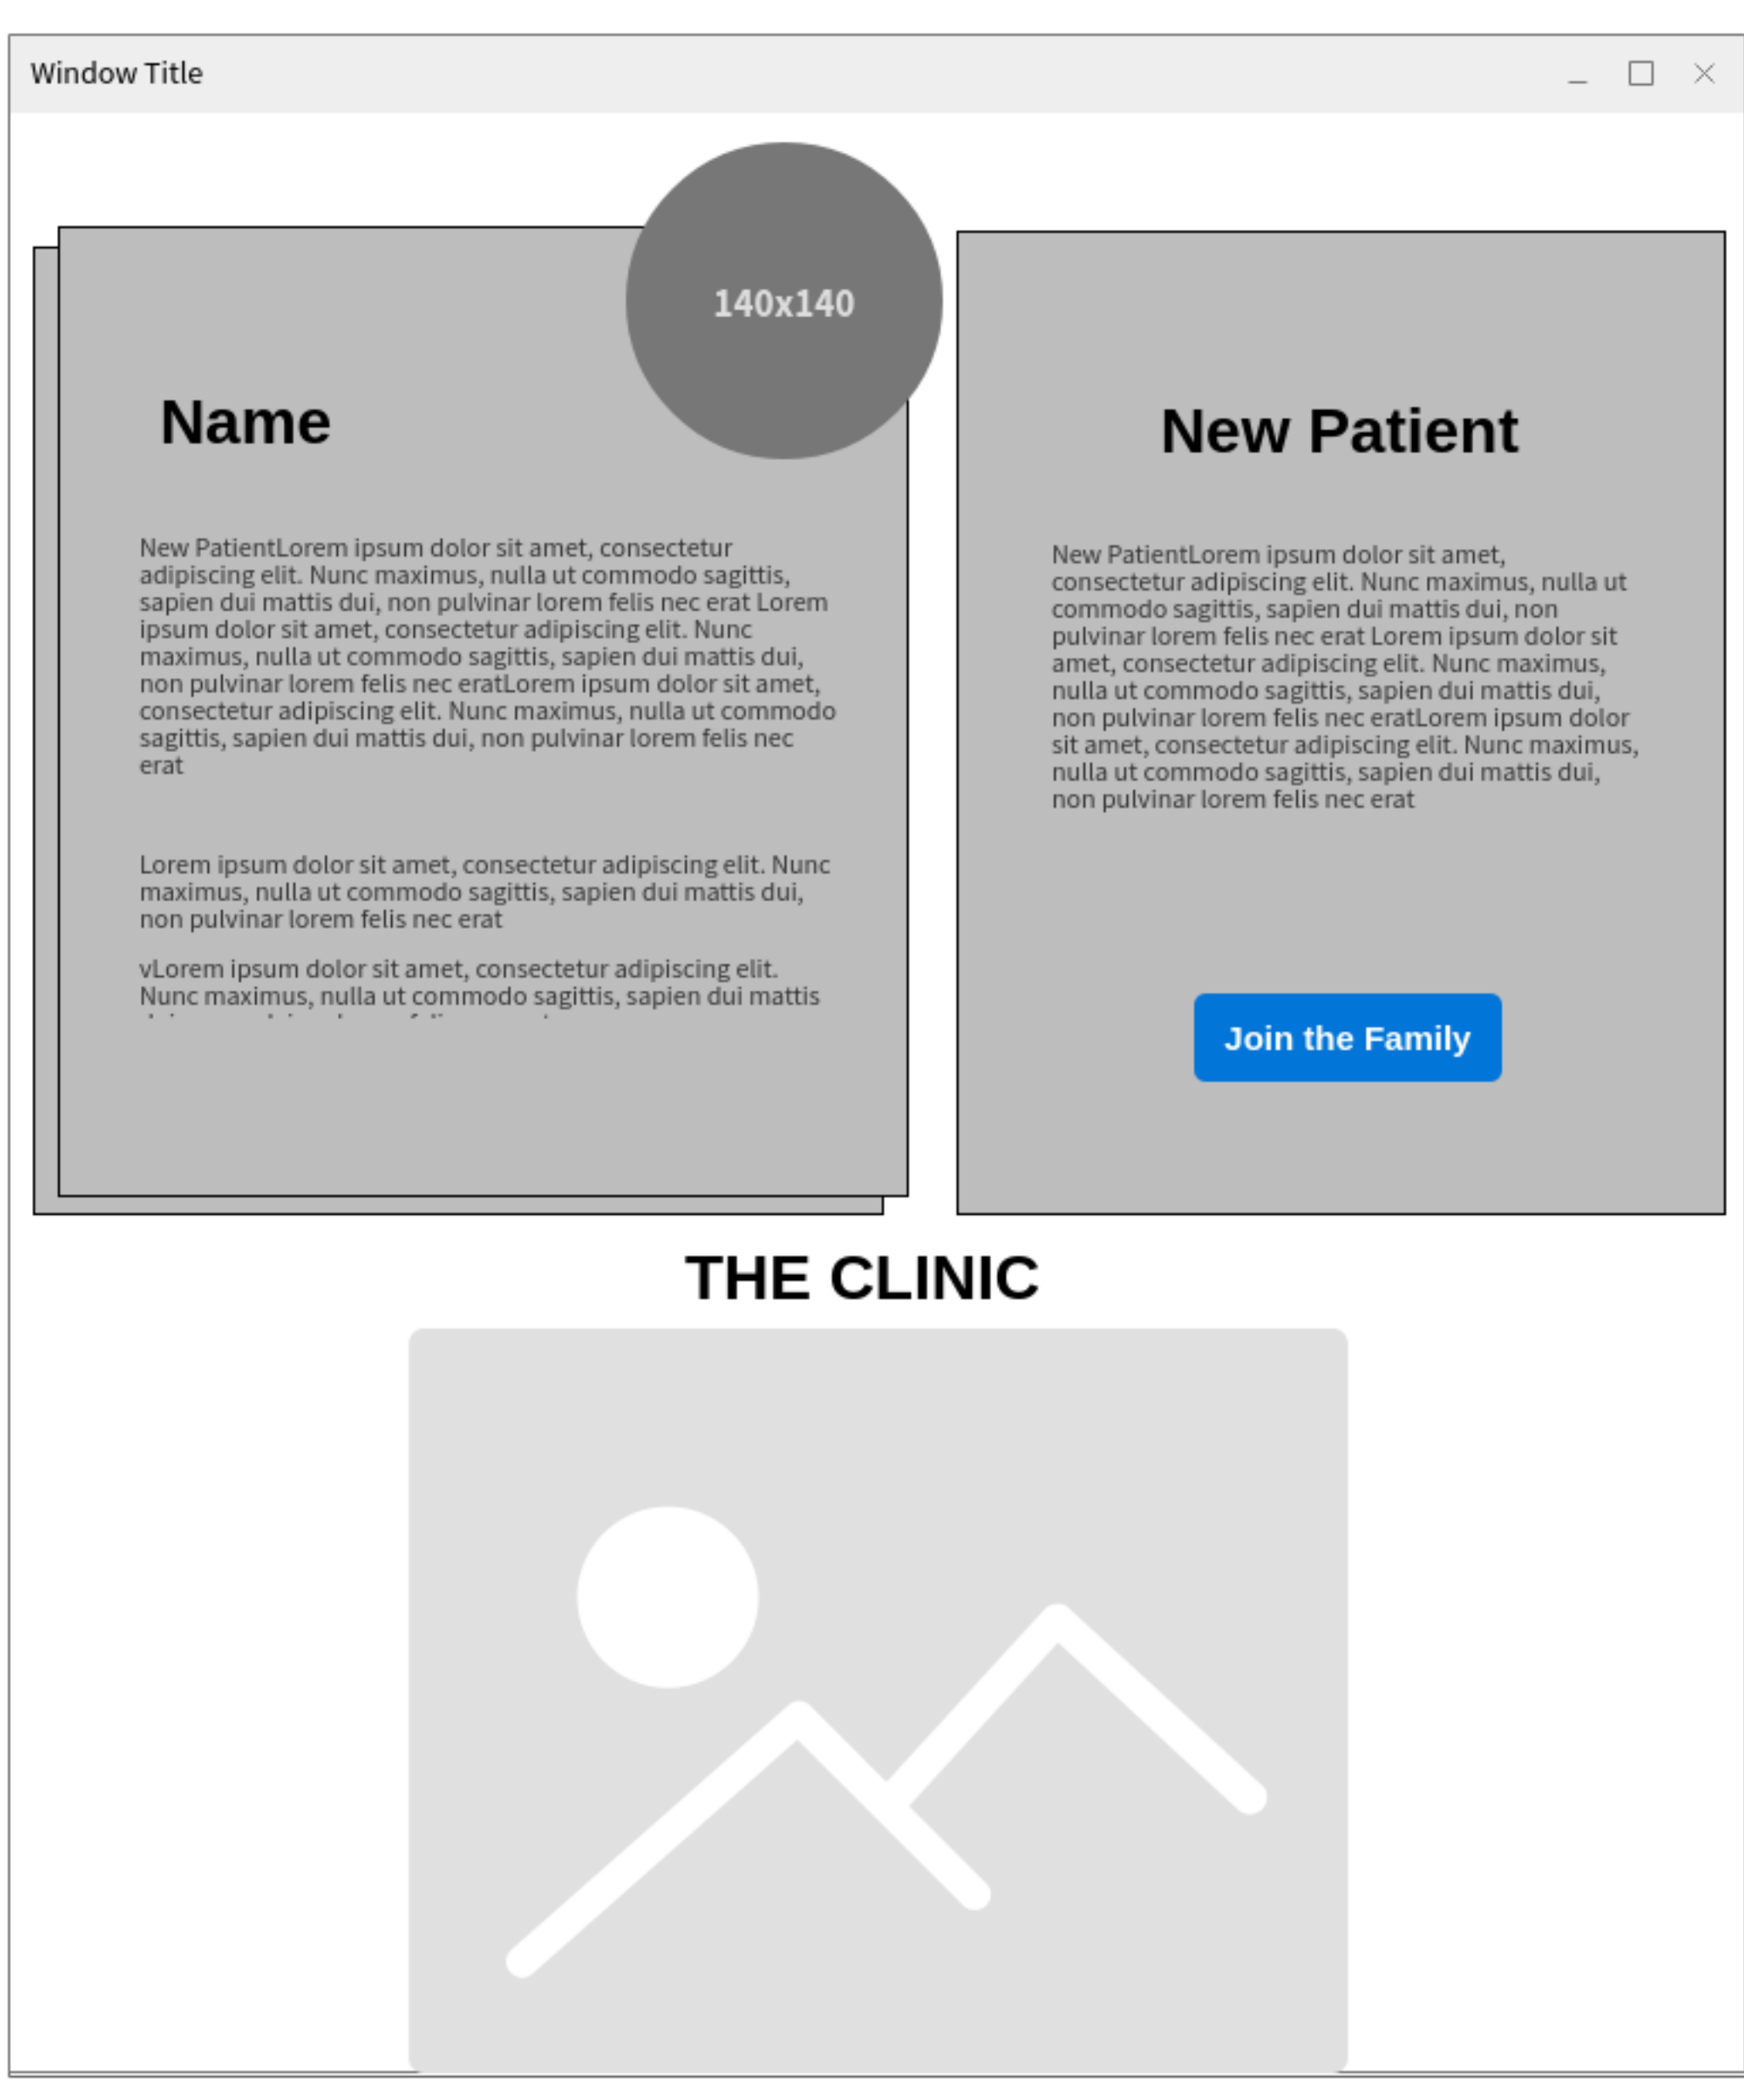 Window Title
140x140
Name
New PatientLorem ipsum dolor sit amet, consectetur
adipiscing elit. Nunc maximus, nulla ut commodo sagittis,
sapien dui mattis dui, non pulvinar lorem felis nec erat Lorem
ipsum dolor sit amet, consectetur adipiscing elit. Nunc
maximus, nulla ut commodo sagittis, sapien dui mattis dui,
non pulvinar lorem felis nec eratLorem ipsum dolor sit amet,
consectetur adipiscing elit. Nunc maximus, nulla ut commodo
sagittis, sapien dui mattis dui, non pulvinar lorem felis nec
erat
Lorem ipsum dolor sit amet, consectetur adipiscing elit. Nunc
maximus, nulla ut commodo sagittis, sapien dui mattis dui,
non pulvinar lorem felis nec erat
vLorem ipsum dolor sit amet, consectetur adipiscing elit.
Nunc maximus, nulla ut commodo sagittis, sapien dui mattis
New Patient
New PatientLorem ipsum dolor sit amet,
consectetur adipiscing elit. Nunc maximus, nulla ut
commodo sagittis, sapien dui mattis dui, non
pulvinar lorem felis nec erat Lorem ipsum dolor sit
amet, consectetur adipiscing elit. Nunc maximus,
nulla ut commodo sagittis, sapien dui mattis dui,
non pulvinar lorem felis nec eratLorem ipsum dolor
sit amet, consectetur adipiscing elit. Nunc maximus,
nulla ut commodo sagittis, sapien dui mattis dui,
non pulvinar lorem felis nec erat
Join the Family
THE CLINIC